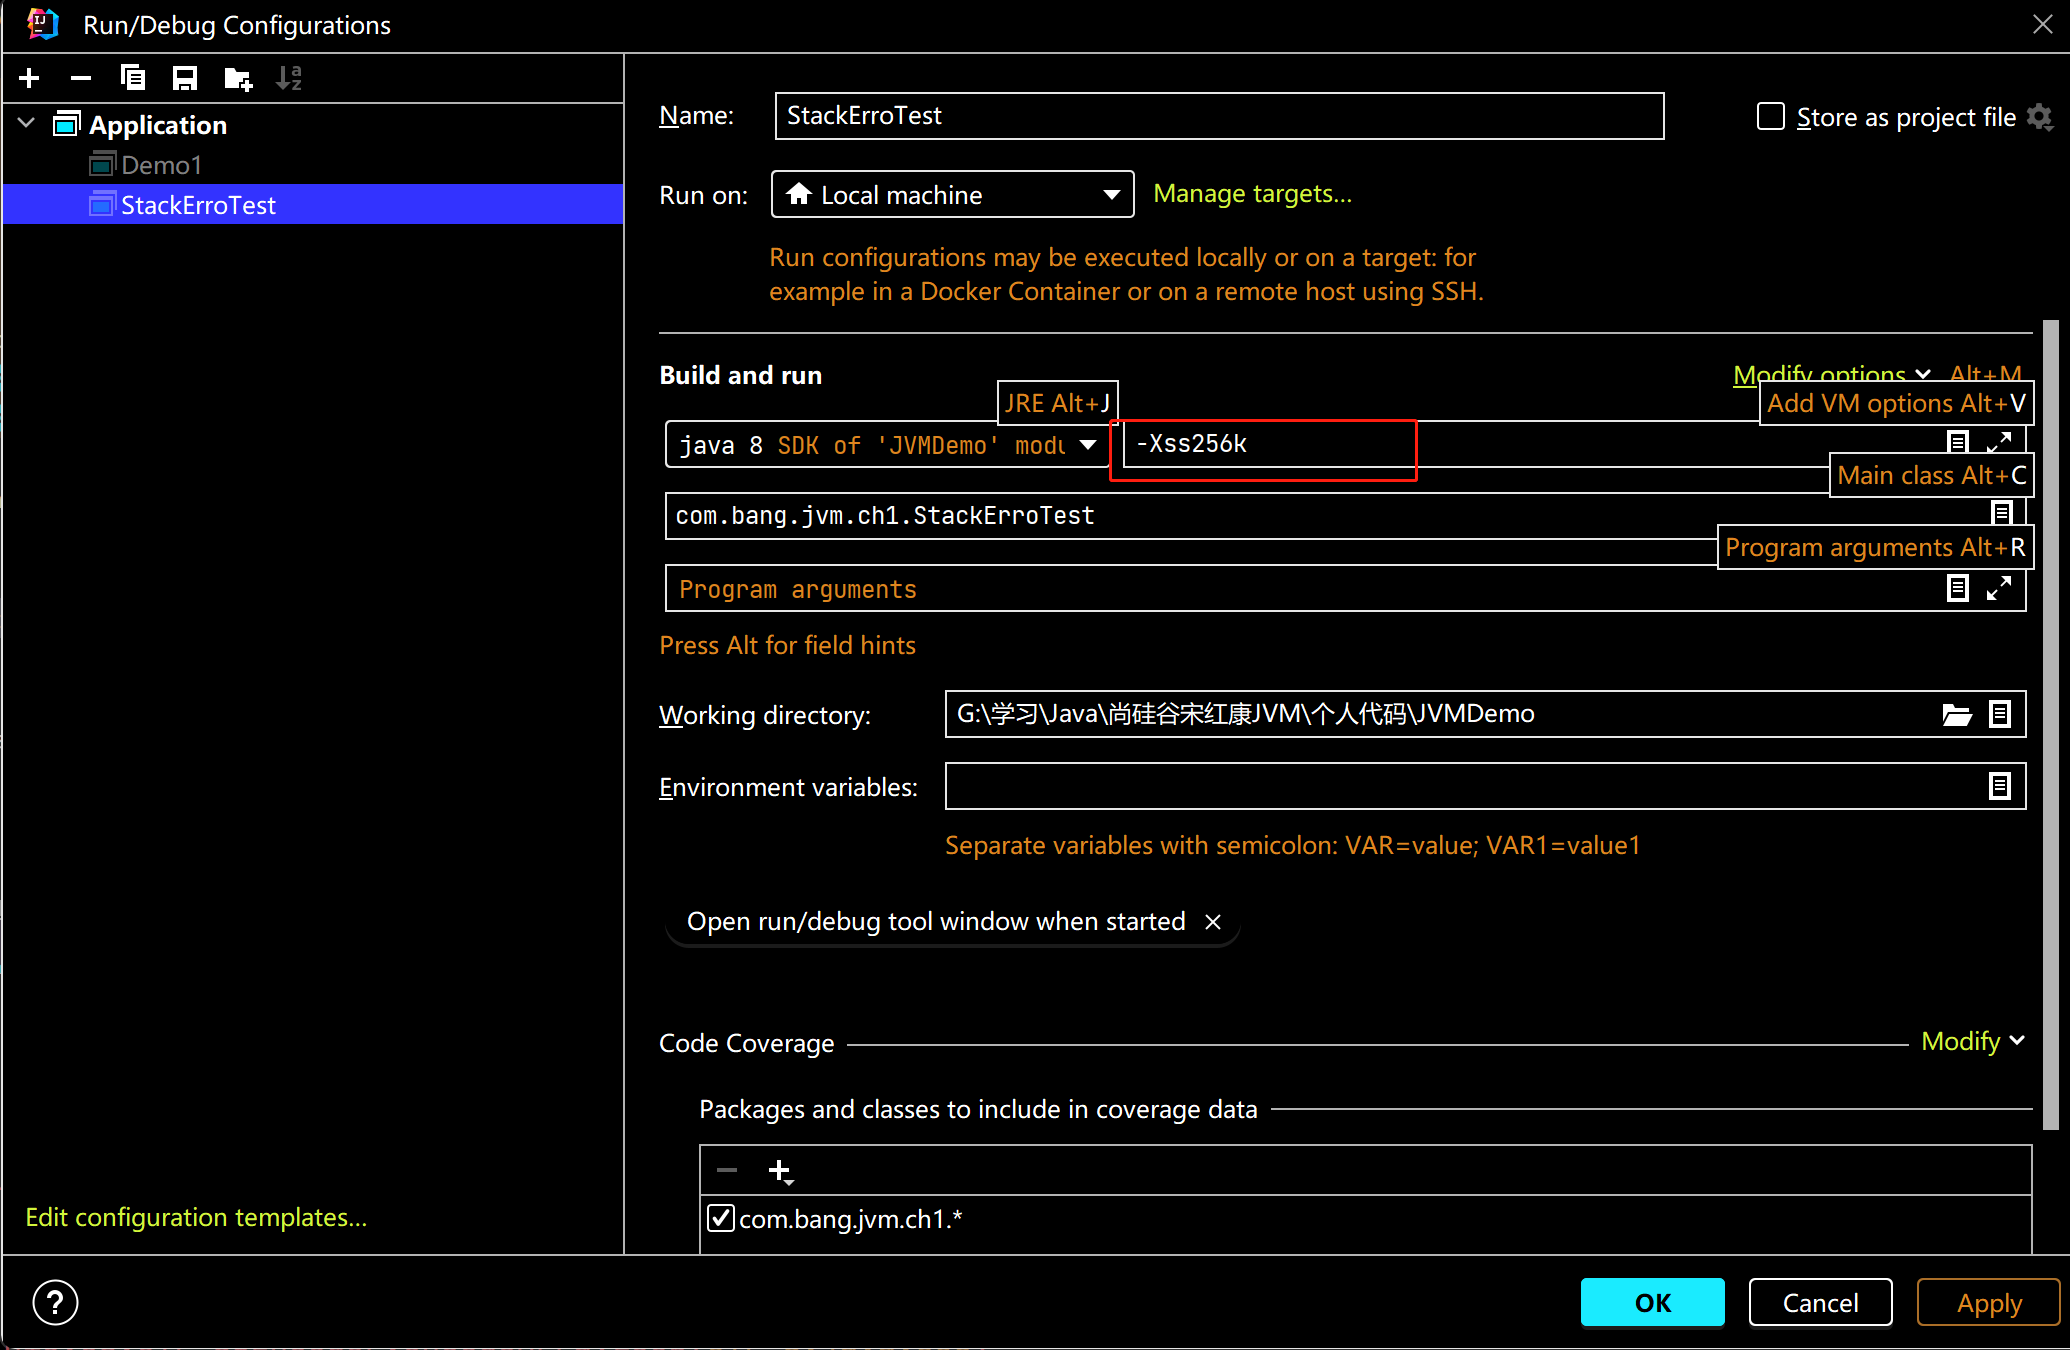 Run/Debug Configurations
Application
Demo1
StackErroTest
Edit configuration templates...
Name:
StackErroTest
Store as project file
Run on:
Local machine
Manage targets...
Run configurations may be executed locally or on a target: for
example in a Docker Container or on a remote host using SSH.
Build and run
Modify options
Alt+M
JRE Alt+J
Add VM options Alt+V
java 8 SDK of 'JVMDemo' modu
-Xss256k
Main class Alt+C
com.bang.jvm.ch1.StackErroTest
Program arguments Alt+R
Program arguments
Press Alt for field hints
Working directory:
G:\学习\Java\尚硅谷宋红康JVM\个人代码\JVMDemo
Environment variables:
Separate variables with semicolon: VAR=value; VAR1=value1
Open run/debug tool window when started
Code Coverage
Modify
Packages and classes to include in coverage data
com.bang.jvm.ch1.*
?
OK
Cancel
Apply